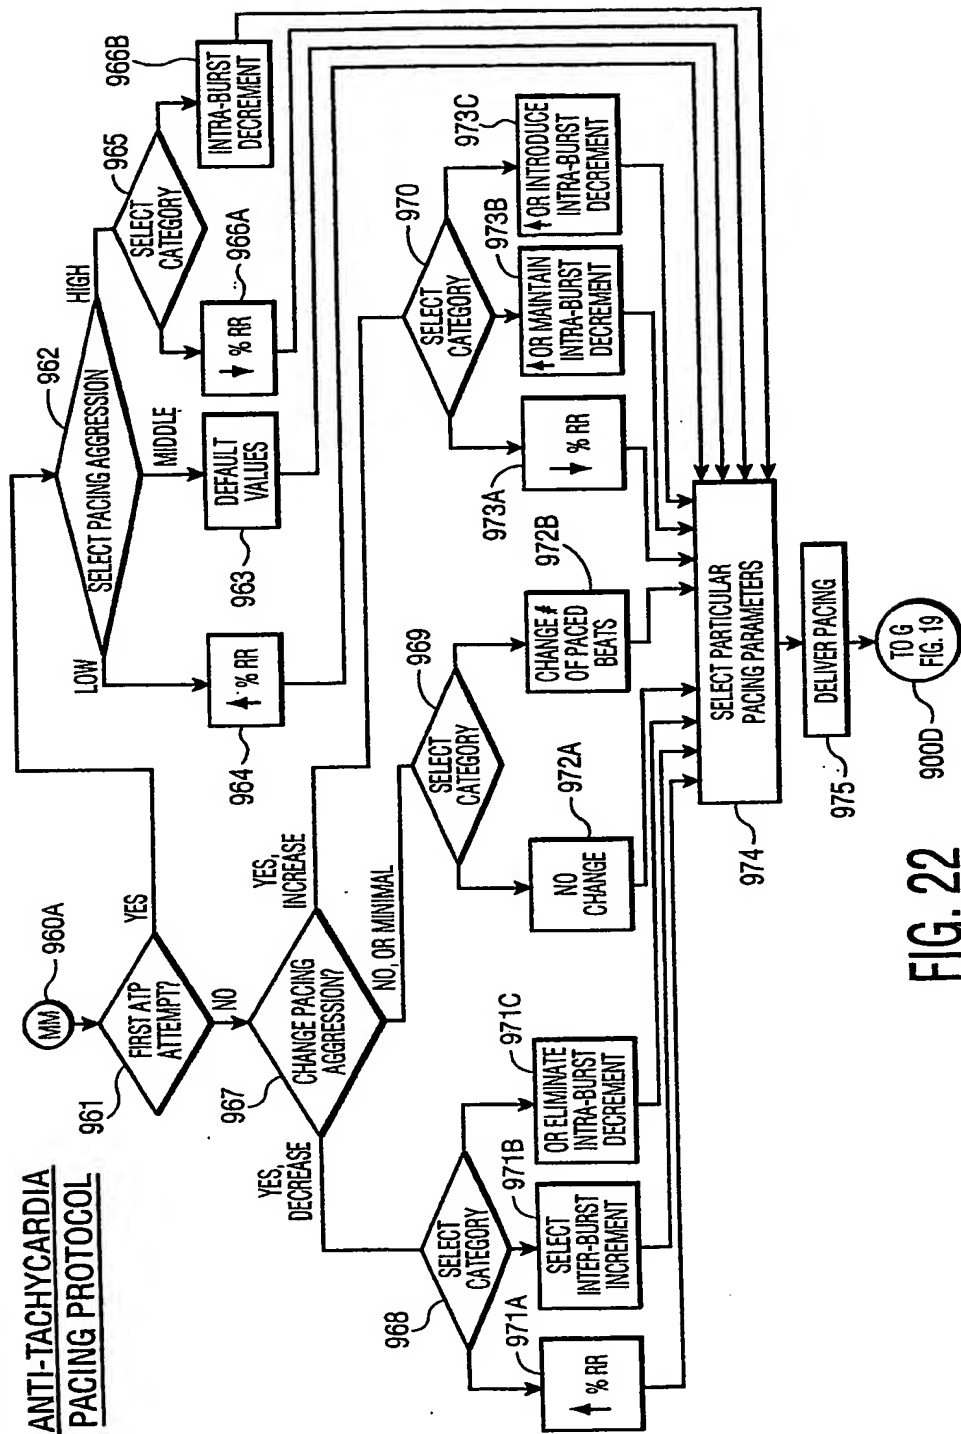 ANTI-TACHYCARDIA
PACING PROTOCOL
MM
960A
FIRST ATP
ATTEMPT?
961
YES
NO
SELECT PACING AGGRESSION
962
LOW
MIDDLE
HIGH
↑ % RR
964
DEFAULT
VALUES
963
SELECT
CATEGORY
965
↓ % RR
966A
INTRA-BURST
DECREMENT
966B
CHANGE PACING
AGGRESSION?
967
YES,
DECREASE
NO, OR MINIMAL
YES,
INCREASE
SELECT
CATEGORY
968
SELECT
CATEGORY
969
SELECT
CATEGORY
970
↑ % RR
971A
SELECT
INTER-BURST
INCREMENT
971B
OR ELIMINATE
INTRA-BURST
DECREMENT
971C
NO
CHANGE
972A
CHANGE #
OF PACED
BEATS
972B
↓ % RR
973A
↑ OR MAINTAIN
INTRA-BURST
DECREMENT
973B
↑ OR INTRODUCE
INTRA-BURST
DECREMENT
973C
SELECT PARTICULAR
PACING PARAMETERS
974
DELIVER PACING
975
TO G
FIG. 19
900D
FIG. 22